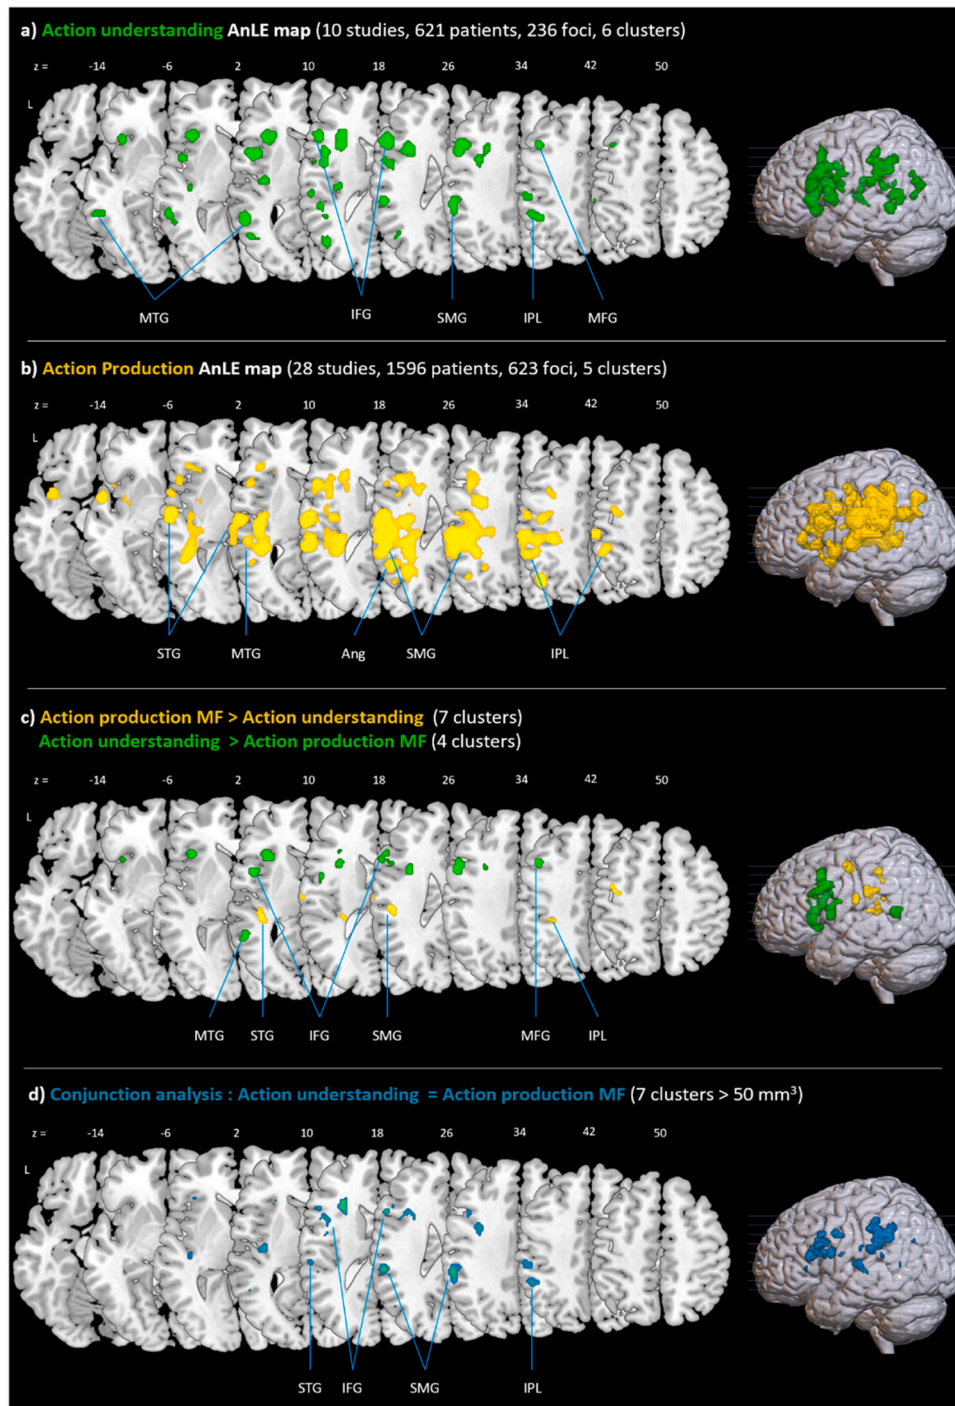 a) Action understanding AnLE map (10 studies, 621 patients, 236 foci, 6 clusters)
z = -14 -6 2 10 18 26 34 42 50
L
MTG IFG SMG IPL MFG
b) Action Production AnLE map (28 studies, 1596 patients, 623 foci, 5 clusters)
z = -14 -6 2 10 18 26 34 42 50
L
STG MTG Ang SMG IPL
c) Action production MF > Action understanding (7 clusters)
Action understanding > Action production MF (4 clusters)
z = -14 -6 2 10 18 26 34 42 50
L
MTG STG IFG SMG MFG IPL
d) Conjunction analysis : Action understanding = Action production MF (7 clusters > 50 mm³)
z = -14 -6 2 10 18 26 34 42 50
L
STG IFG SMG IPL